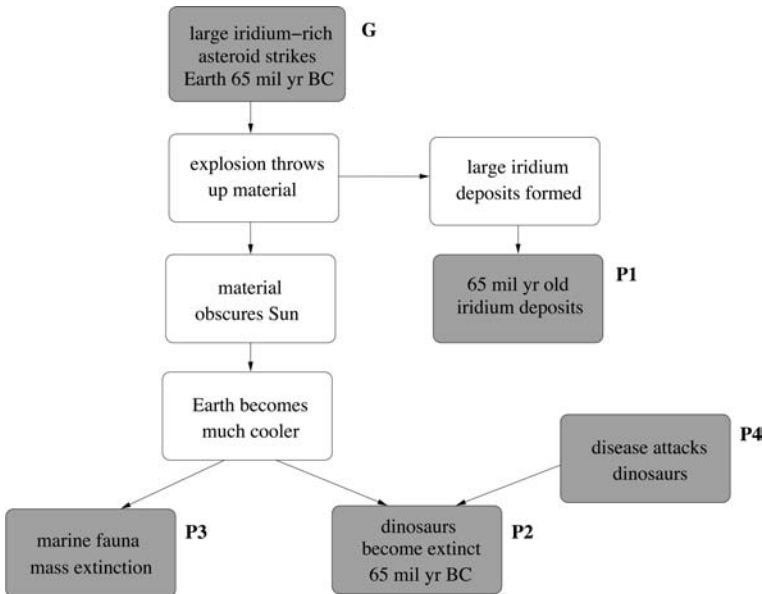 large iridium−rich
asteroid strikes
Earth 65 mil yr BC
G
explosion throws
up material
large iridium
deposits formed
material
obscures Sun
65 mil yr old
iridium deposits
P1
Earth becomes
much cooler
disease attacks
dinosaurs
P4
marine fauna
mass extinction
P3
dinosaurs
become extinct
65 mil yr BC
P2